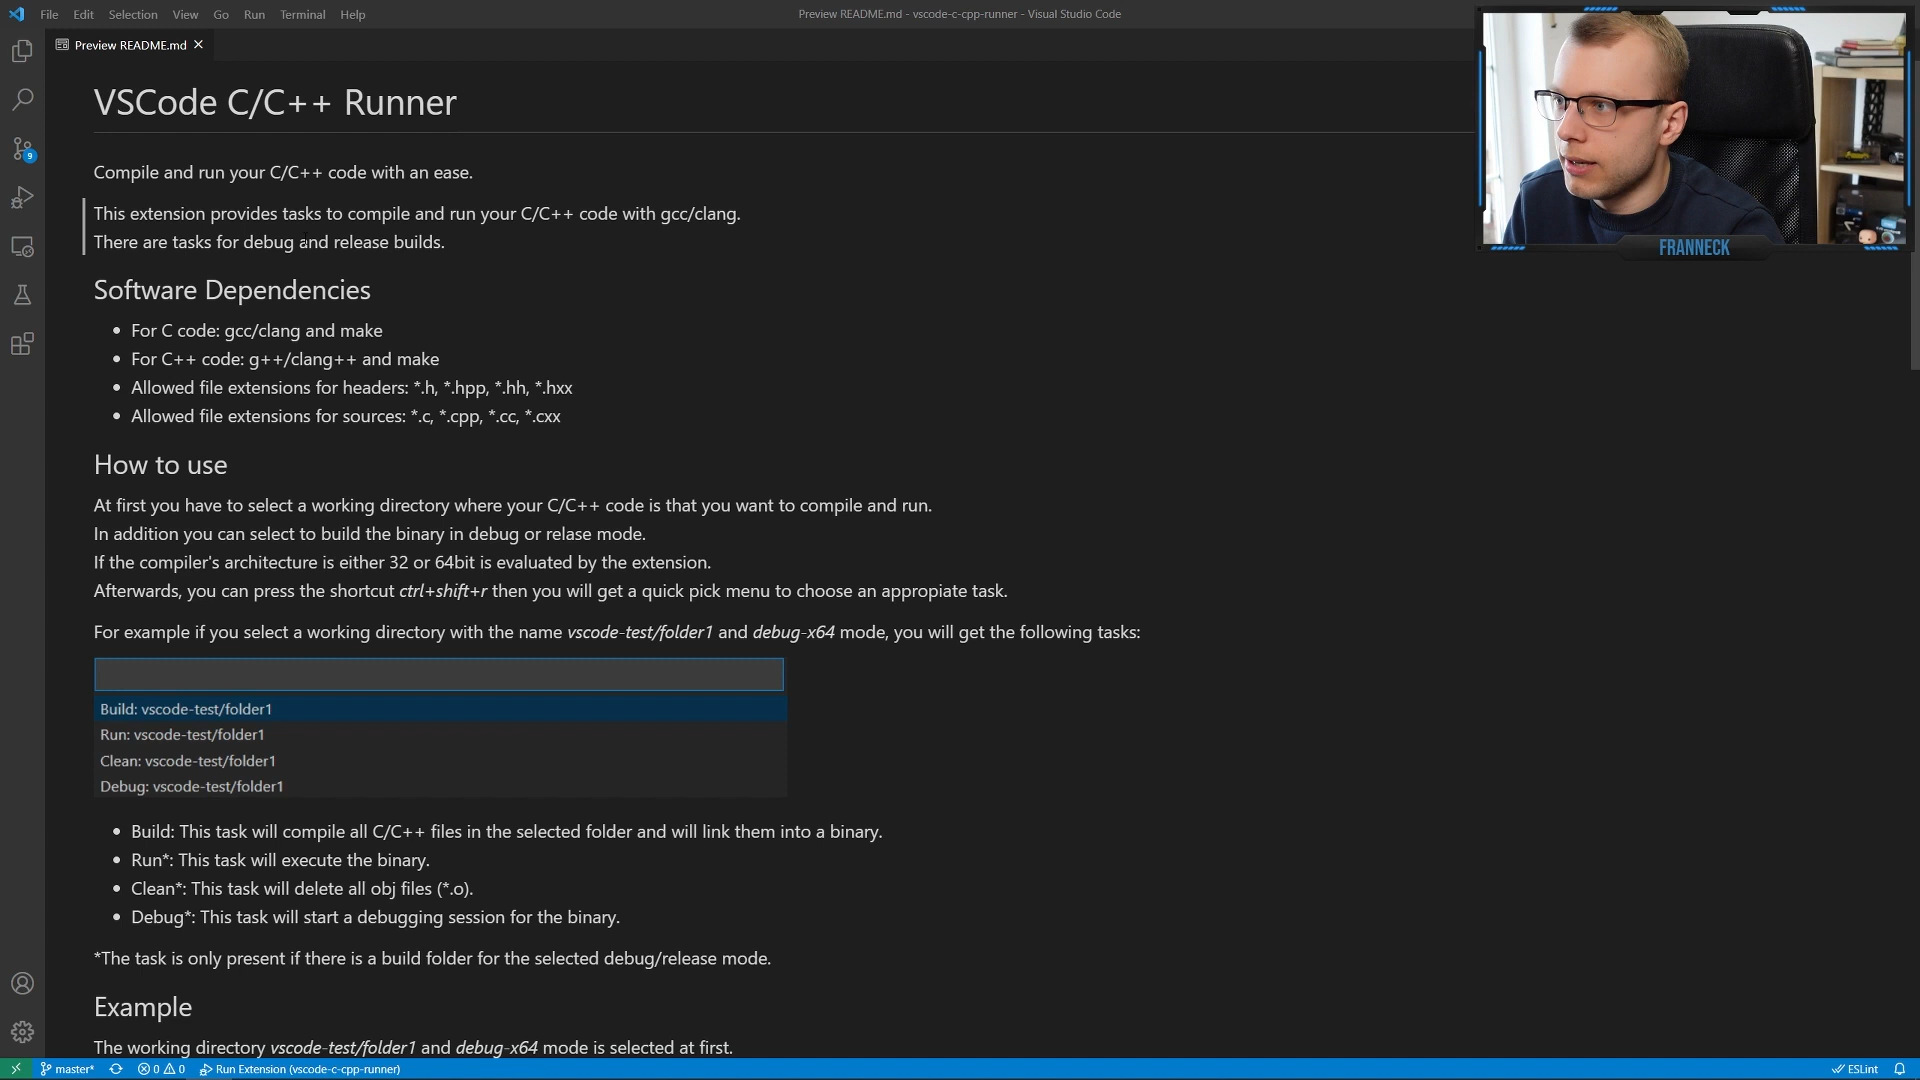 File Edit Selection View Go Run Terminal Help
Preview README.md - vscode-c-cpp-runner - Visual Studio Code
Preview README.md
VSCode C/C++ Runner
Compile and run your C/C++ code with an ease.
This extension provides tasks to compile and run your C/C++ code with gcc/clang.
There are tasks for debug and release builds.
FRANNECK
9
Software Dependencies
• For C code: gcc/clang and make
• For C++ code: g++/clang++ and make
• Allowed file extensions for headers: *.h, *.hpp, *.hh, *.hxx
• Allowed file extensions for sources: *.c, *.cpp, *.cc, *.cxx
How to use
At first you have to select a working directory where your C/C++ code is that you want to compile and run.
In addition you can select to build the binary in debug or relase mode.
If the compiler's architecture is either 32 or 64bit is evaluated by the extension.
Afterwards, you can press the shortcut ctrl+shift+r then you will get a quick pick menu to choose an appropiate task.
For example if you select a working directory with the name vscode-test/folder1 and debug-x64 mode, you will get the following tasks:
Build: vscode-test/folder1
Run: vscode-test/folder1
Clean: vscode-test/folder1
Debug: vscode-test/folder1
• Build: This task will compile all C/C++ files in the selected folder and will link them into a binary.
• Run*: This task will execute the binary.
• Clean*: This task will delete all obj files (*.o).
• Debug*: This task will start a debugging session for the binary.
*The task is only present if there is a build folder for the selected debug/release mode.
Example
The working directory vscode-test/folder1 and debug-x64 mode is selected at first.
master* 0 0 Run Extension (vscode-c-cpp-runner) ESLint